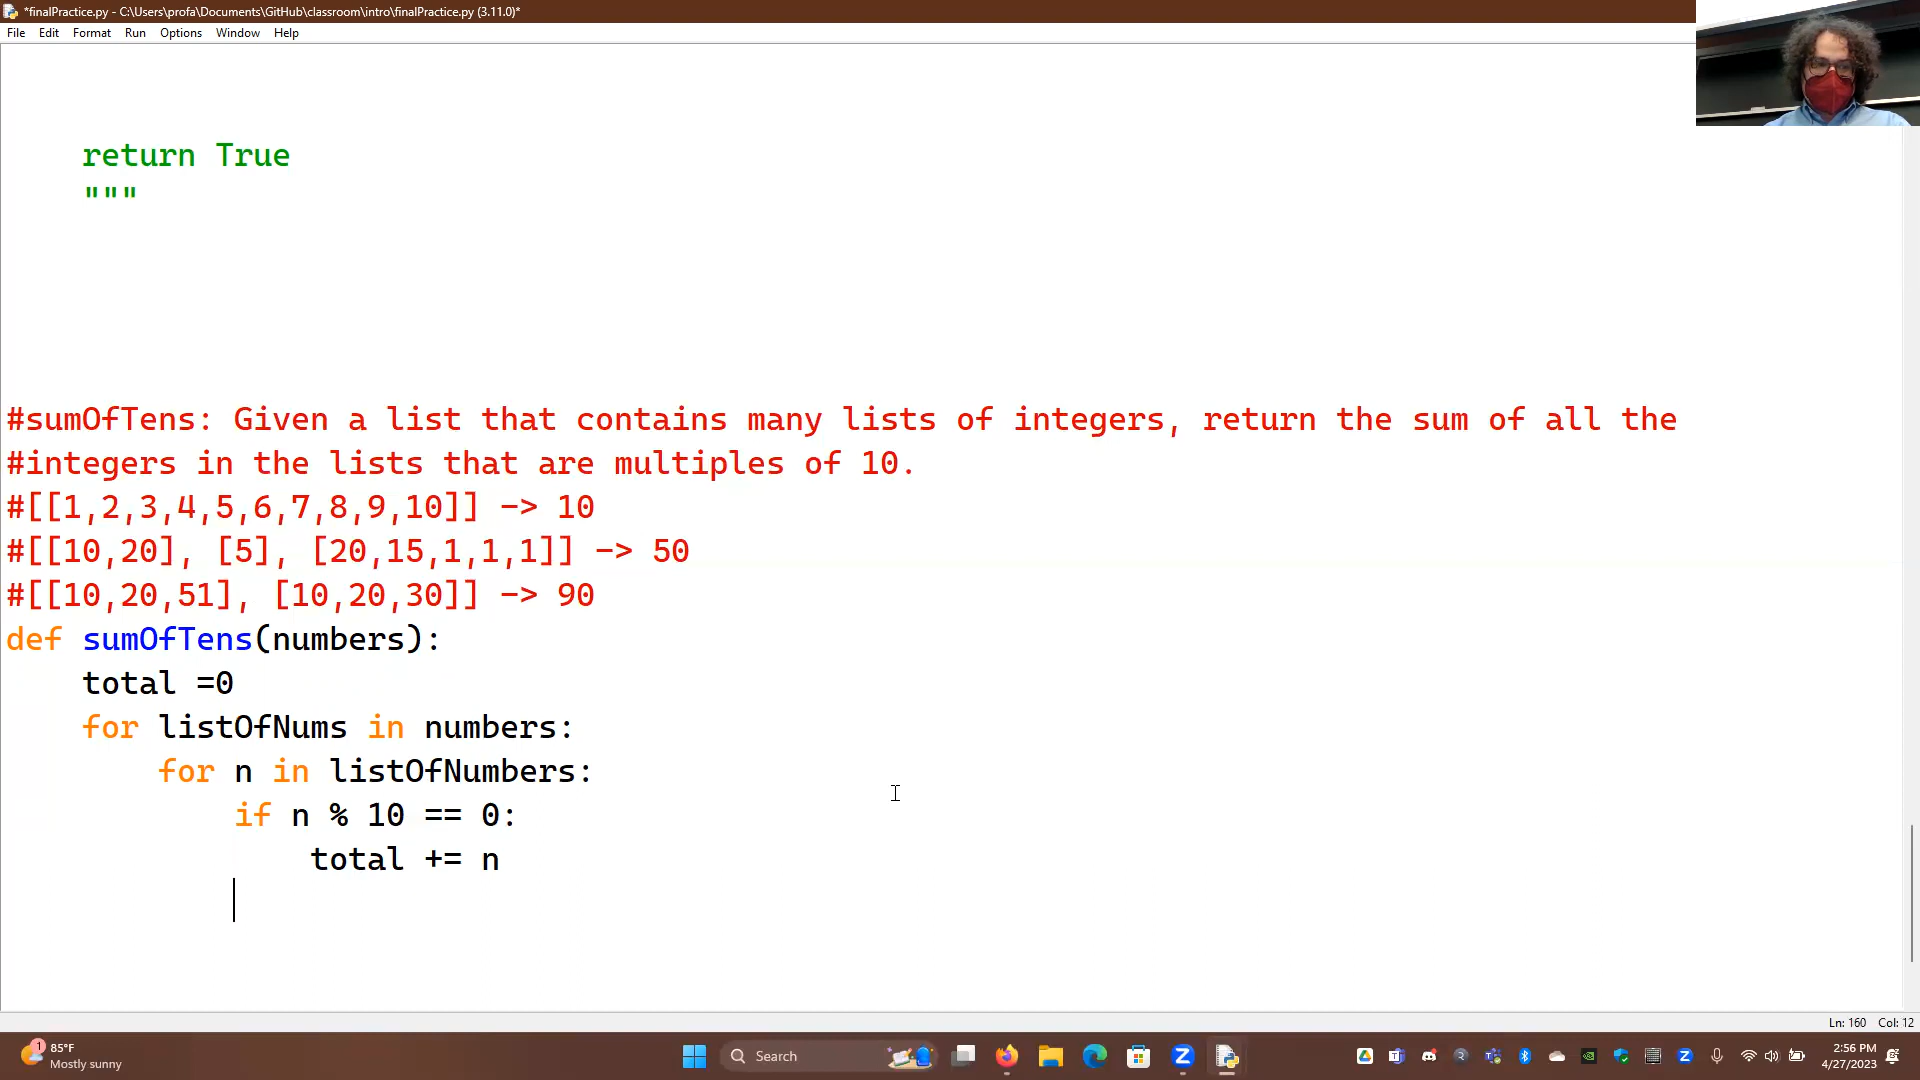 *finalPractice.py - C:\Users\profa\Documents\GitHub\classroom\intro\finalPractice.py (3.11.0)*
File Edit Format Run Options Window Help
return True
"""
#sumOfTens: Given a list that contains many lists of integers, return the sum of all the
#integers in the lists that are multiples of 10.
#[[1,2,3,4,5,6,7,8,9,10]] -> 10
#[[10,20], [5], [20,15,1,1,1]] -> 50
#[[10,20,51], [10,20,30]] -> 90
def sumOfTens(numbers):
total =0
for listOfNums in numbers:
for n in listOfNumbers:
if n % 10 == 0:
total += n
Ln: 160 Col: 12
1
85°F
Mostly sunny
Search
2:56 PM
4/27/2023